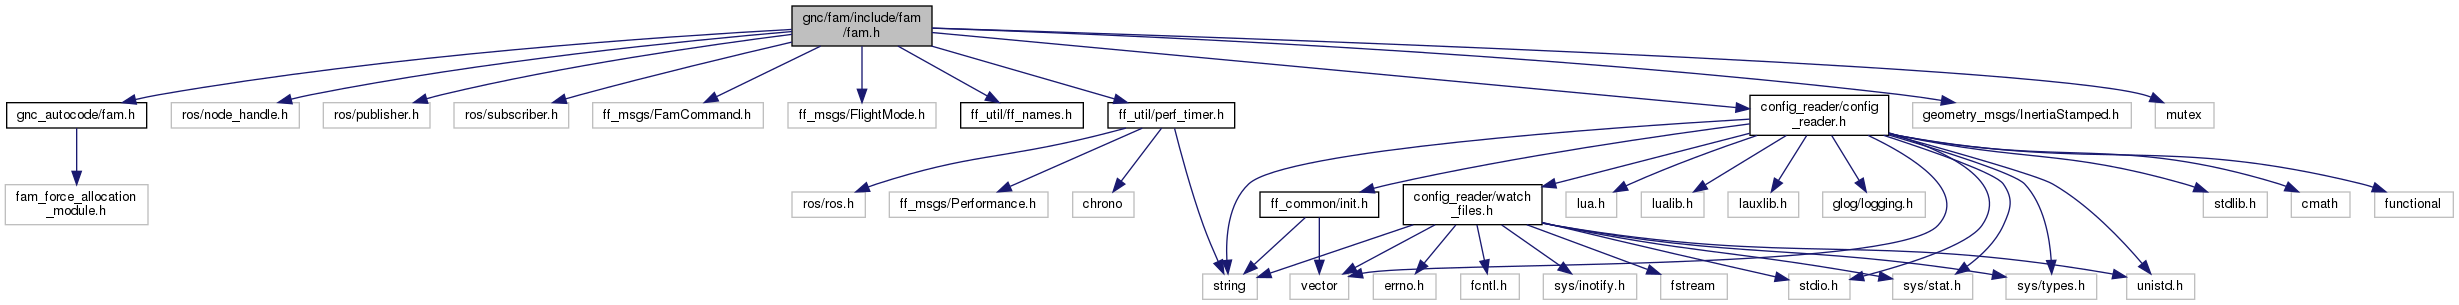 gnc/fam/include/fam
/fam.h
gnc_autocode/fam.h
ros/node_handle.h
ros/publisher.h
ros/subscriber.h
ff_msgs/FamCommand.h
ff_msgs/FlightMode.h
ff_util/ff_names.h
ff_util/perf_timer.h
config_reader/config
_reader.h
geometry_msgs/InertiaStamped.h
mutex
fam_force_allocation
_module.h
ros/ros.h
ff_msgs/Performance.h
chrono
ff_common/init.h
config_reader/watch
_files.h
lua.h
lualib.h
lauxlib.h
glog/logging.h
stdlib.h
cmath
functional
string
vector
errno.h
fcntl.h
sys/inotify.h
fstream
stdio.h
sys/stat.h
sys/types.h
unistd.h